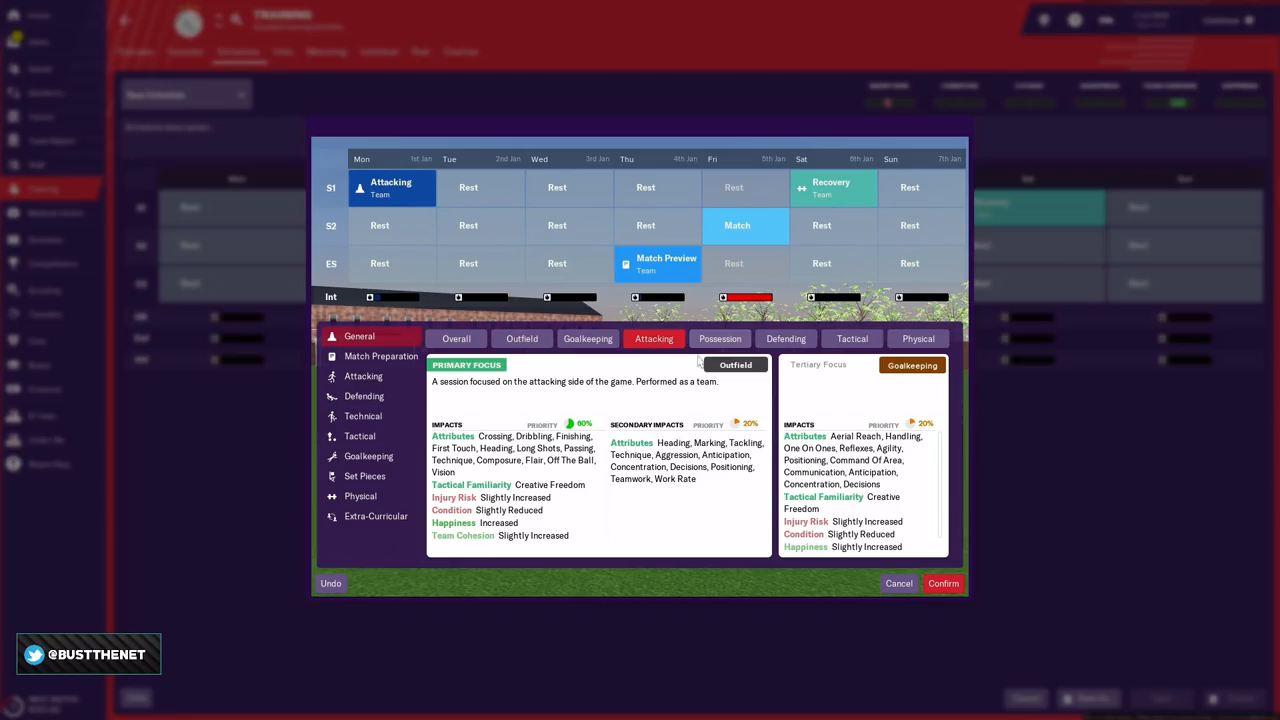 TRAINING
Mon 1st Jan Tue 2nd Jan Wed 3rd Jan Thu 4th Jan Fri 5th Jan Sat 6th Jan Sun 7th Jan
S1 Attacking Team Rest Rest Rest Rest Recovery Team Rest
S2 Rest Rest Rest Rest Match Rest Rest
ES Rest Rest Rest Match Preview Team Rest Rest Rest
Int
General
Match Preparation
Attacking
Defending
Technical
Tactical
Goalkeeping
Set Pieces
Physical
Extra-Curricular
Overall Outfield Goalkeeping Attacking Possession Defending Tactical Physical
PRIMARY FOCUS Outfield
A session focused on the attacking side of the game. Performed as a team.
IMPACTS PRIORITY 60%
Attributes Crossing, Dribbling, Finishing,
First Touch, Heading, Long Shots, Passing,
Technique, Composure, Flair, Off The Ball,
Vision
Tactical Familiarity Creative Freedom
Injury Risk Slightly Increased
Condition Slightly Reduced
Happiness Increased
Team Cohesion Slightly Increased
SECONDARY IMPACTS PRIORITY 20%
Attributes Heading, Marking, Tackling,
Technique, Aggression, Anticipation,
Concentration, Decisions, Positioning,
Teamwork, Work Rate
Tertiary Focus Goalkeeping
IMPACTS PRIORITY 20%
Attributes Aerial Reach, Handling,
One On Ones, Reflexes, Agility,
Positioning, Command Of Area,
Communication, Anticipation,
Concentration, Decisions
Tactical Familiarity Creative
Freedom
Injury Risk Slightly Increased
Condition Slightly Reduced
Happiness Slightly Increased
Undo Cancel Confirm
@BUSTTHENET